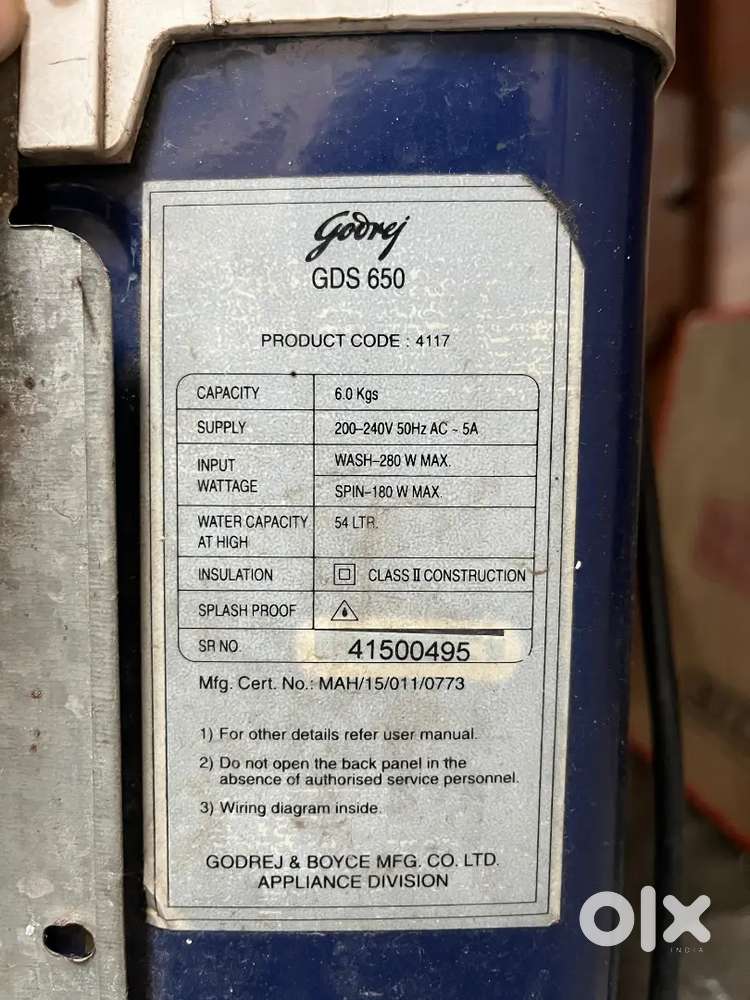 Godrej
GDS 650
PRODUCT CODE : 4117
CAPACITY 6.0 Kgs
SUPPLY 200-240V 50Hz AC ~ 5A
INPUT WATTAGE WASH-280 W MAX.
SPIN-180 W MAX.
WATER CAPACITY 54 LTR.
AT HIGH
INSULATION CLASS II CONSTRUCTION
SPLASH PROOF
SR NO. 41500495
Mfg. Cert. No.: MAH/15/011/0773
1) For other details refer user manual.
2) Do not open the back panel in the
absence of authorised service personnel.
3) Wiring diagram inside.
GODREJ & BOYCE MFG. CO. LTD.
APPLIANCE DIVISION
olx
INDIA